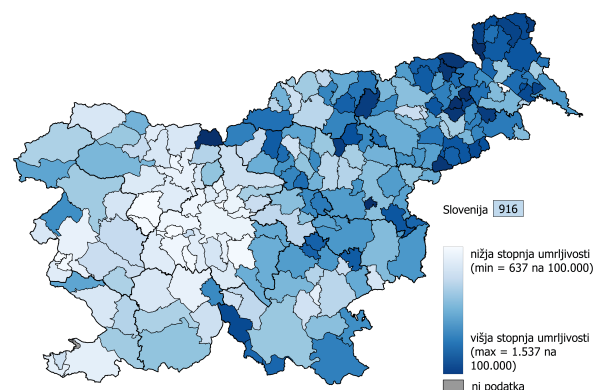 Slovenija 916
nižja stopnja umrljivosti
(min = 637 na 100.000)
višja stopnja umrljivosti
(max = 1.537 na
100.000)
ni podatka